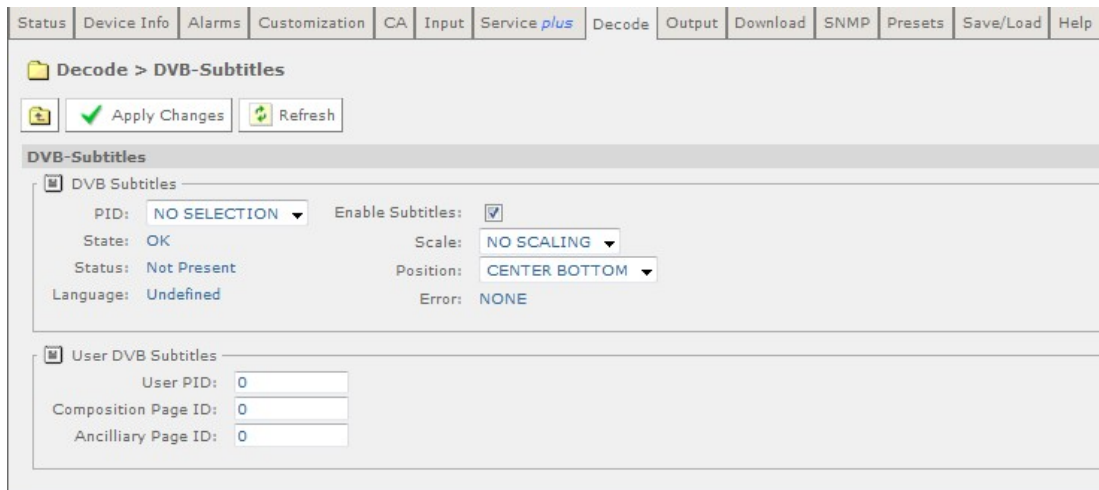 Status Device Info Alarms Customization CA Input Service plus Decode Output Download SNMP Presets Save/Load Help
Decode > DVB-Subtitles
Apply Changes Refresh
DVB-Subtitles
DVB Subtitles
PID: NO SELECTION Enable Subtitles:
State: OK Scale: NO SCALING
Status: Not Present Position: CENTER BOTTOM
Language: Undefined Error: NONE
User DVB Subtitles
User PID: 0
Composition Page ID: 0
Ancilliary Page ID: 0